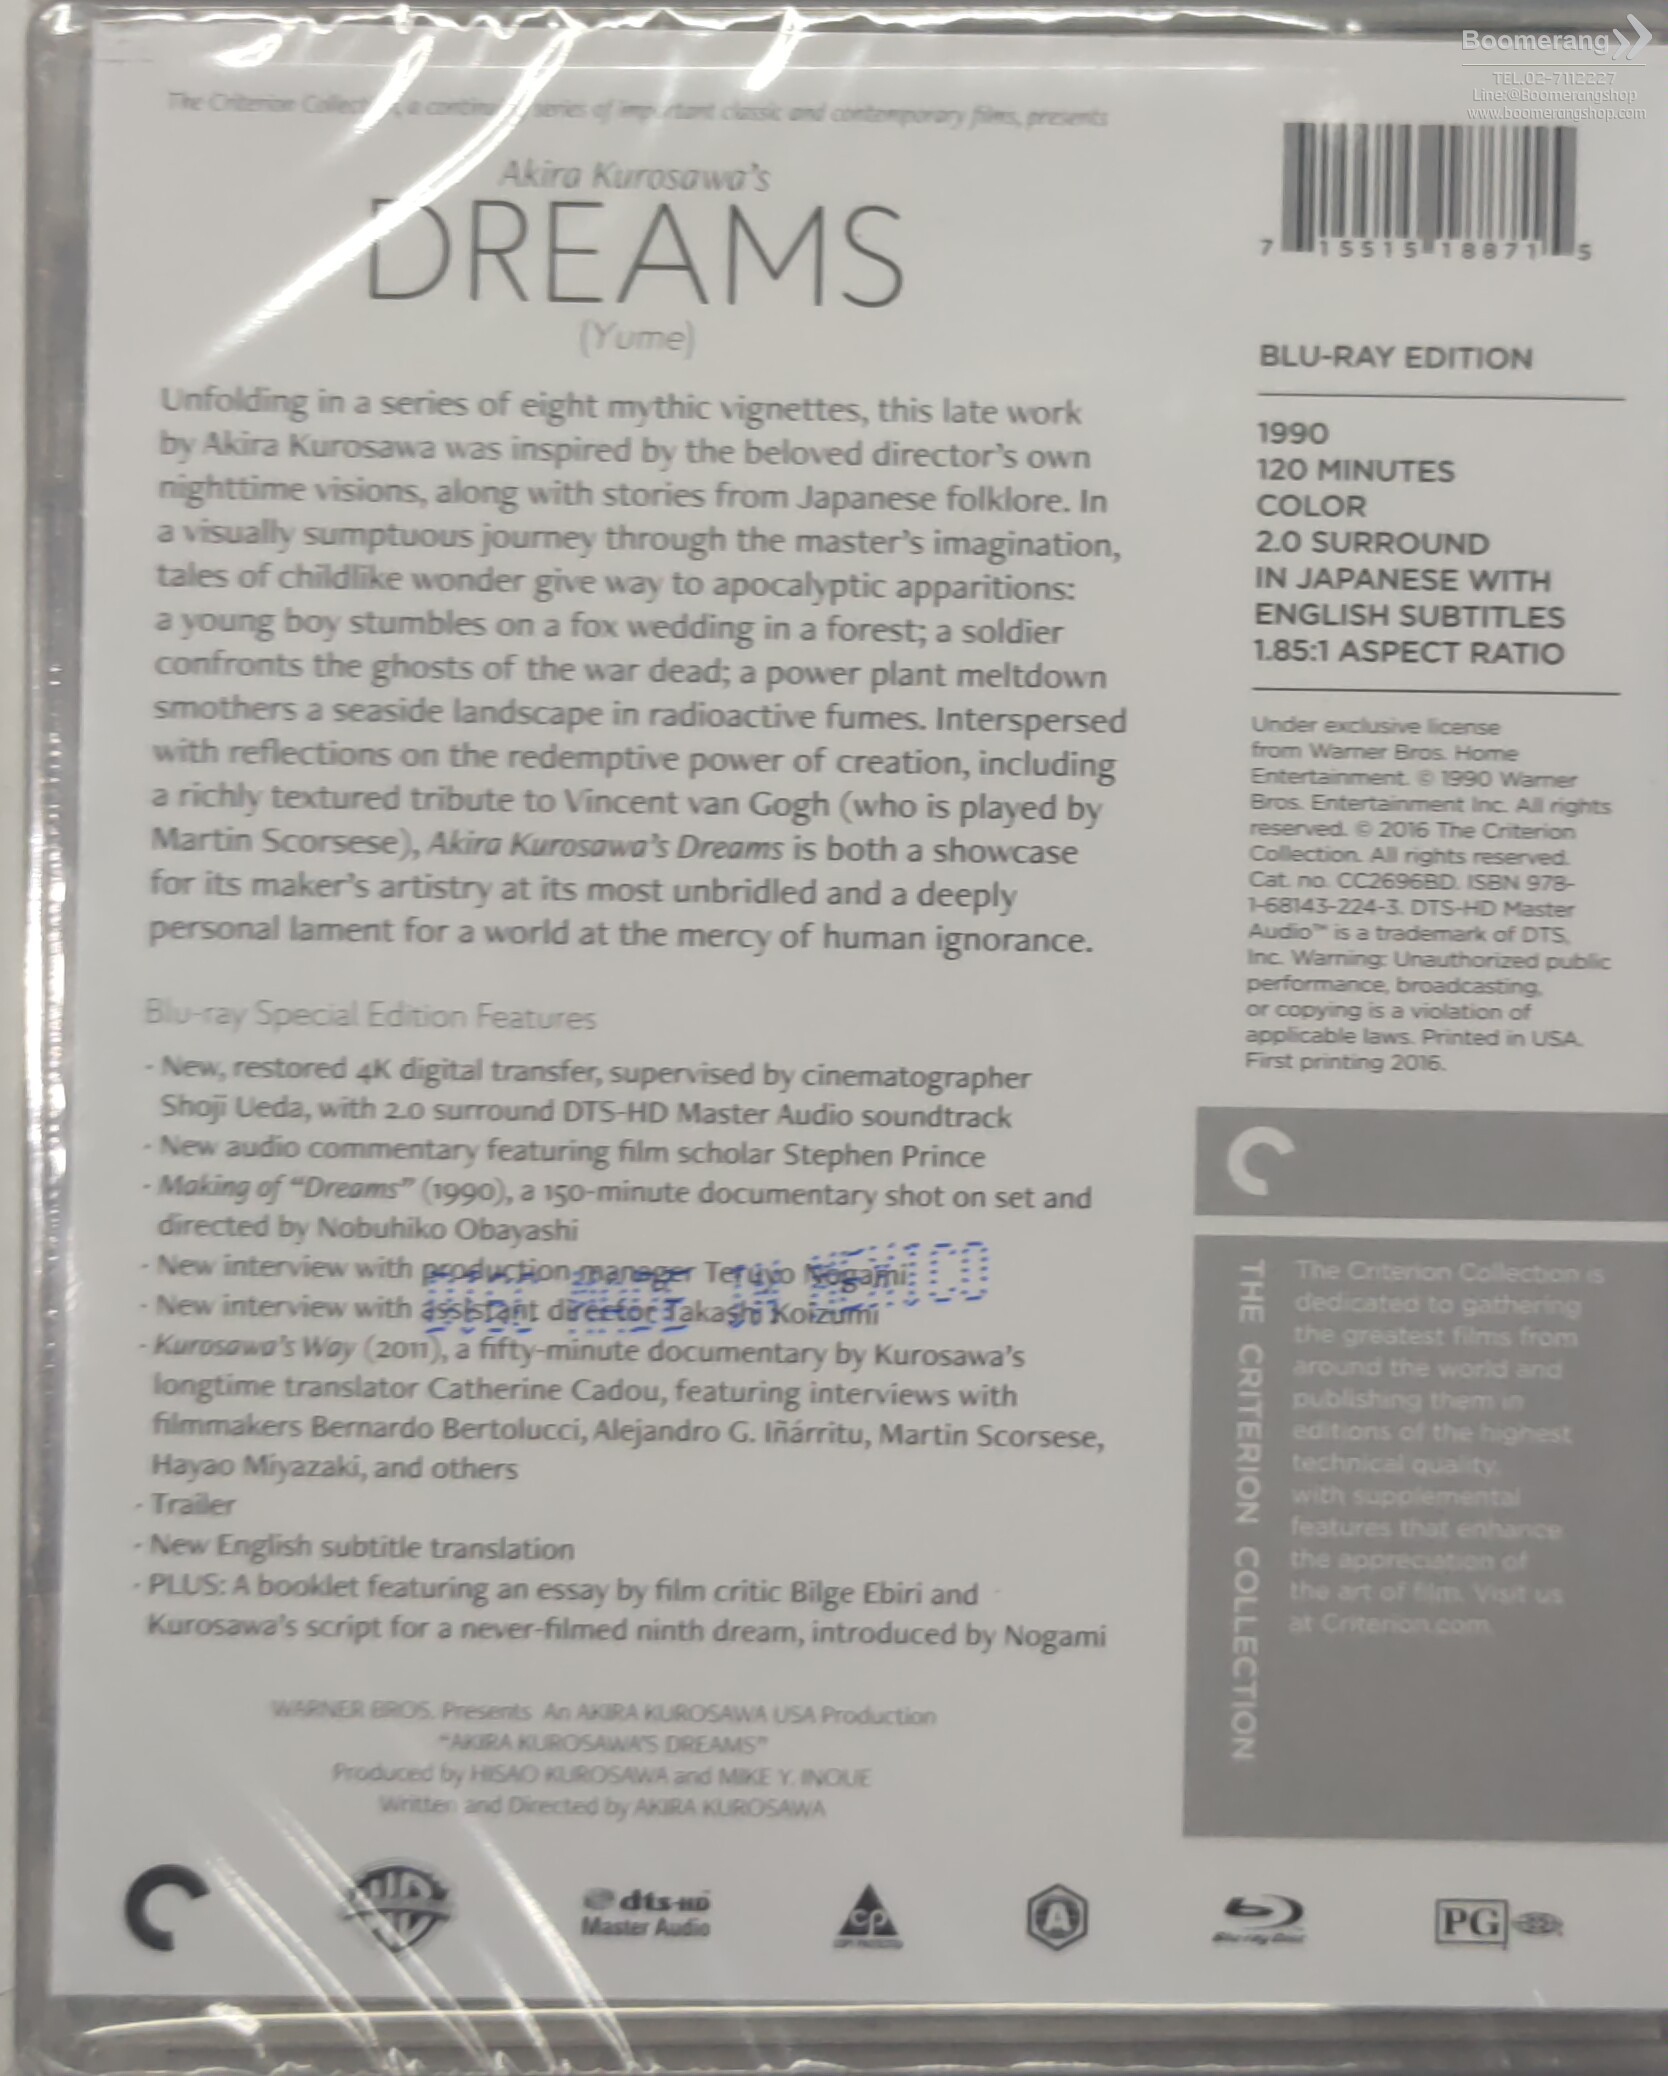 Boomerang
TEL.02-7112227
Line:@Boomerangshop
www.boomerangshop.com
The Criterion Collection, a continuing series of important classic and contemporary films, presents
Akira Kurosawa's
DREAMS
(Yume)
Unfolding in a series of eight mythic vignettes, this late work
by Akira Kurosawa was inspired by the beloved director's own
nighttime visions, along with stories from Japanese folklore. In
a visually sumptuous journey through the master's imagination,
tales of childlike wonder give way to apocalyptic apparitions:
a young boy stumbles on a fox wedding in a forest; a soldier
confronts the ghosts of the war dead; a power plant meltdown
smothers a seaside landscape in radioactive fumes. Interspersed
with reflections on the redemptive power of creation, including
a richly textured tribute to Vincent van Gogh (who is played by
Martin Scorsese), Akira Kurosawa's Dreams is both a showcase
for its maker's artistry at its most unbridled and a deeply
personal lament for a world at the mercy of human ignorance.
Blu-ray Special Edition Features
- New, restored 4K digital transfer, supervised by cinematographer
Shoji Ueda, with 2.0 surround DTS-HD Master Audio soundtrack
- New audio commentary featuring film scholar Stephen Prince
- Making of "Dreams" (1990), a 150-minute documentary shot on set and
directed by Nobuhiko Obayashi
- New interview with production manager Teruyo Nogami
- New interview with assistant director Takashi Koizumi
- Kurosawa's Way (2011), a fifty-minute documentary by Kurosawa's
longtime translator Catherine Cadou, featuring interviews with
filmmakers Bernardo Bertolucci, Alejandro G. Iñárritu, Martin Scorsese,
Hayao Miyazaki, and others
- Trailer
- New English subtitle translation
- PLUS: A booklet featuring an essay by film critic Bilge Ebiri and
Kurosawa's script for a never-filmed ninth dream, introduced by Nogami
WARNER BROS. Presents An AKIRA KUROSAWA USA Production
"AKIRA KUROSAWA'S DREAMS"
Produced by HISAO KUROSAWA and MIKE Y. INOUE
Written and Directed by AKIRA KUROSAWA
7 15515 18871 5
BLU-RAY EDITION
1990
120 MINUTES
COLOR
2.0 SURROUND
IN JAPANESE WITH
ENGLISH SUBTITLES
1.85:1 ASPECT RATIO
Under exclusive license
from Warner Bros. Home
Entertainment. © 1990 Warner
Bros. Entertainment Inc. All rights
reserved. © 2016 The Criterion
Collection. All rights reserved.
Cat. no. CC2696BD. ISBN 978-
1-68143-224-3. DTS-HD Master
Audio™ is a trademark of DTS,
Inc. Warning: Unauthorized public
performance, broadcasting,
or copying is a violation of
applicable laws. Printed in USA.
First printing 2016.
THE CRITERION COLLECTION
The Criterion Collection is
dedicated to gathering
the greatest films from
around the world and
publishing them in
editions of the highest
technical quality,
with supplemental
features that enhance
the appreciation of
the art of film. Visit us
at Criterion.com.
WB
dts-HD
Master Audio
cp
A
Blu-ray Disc
PG